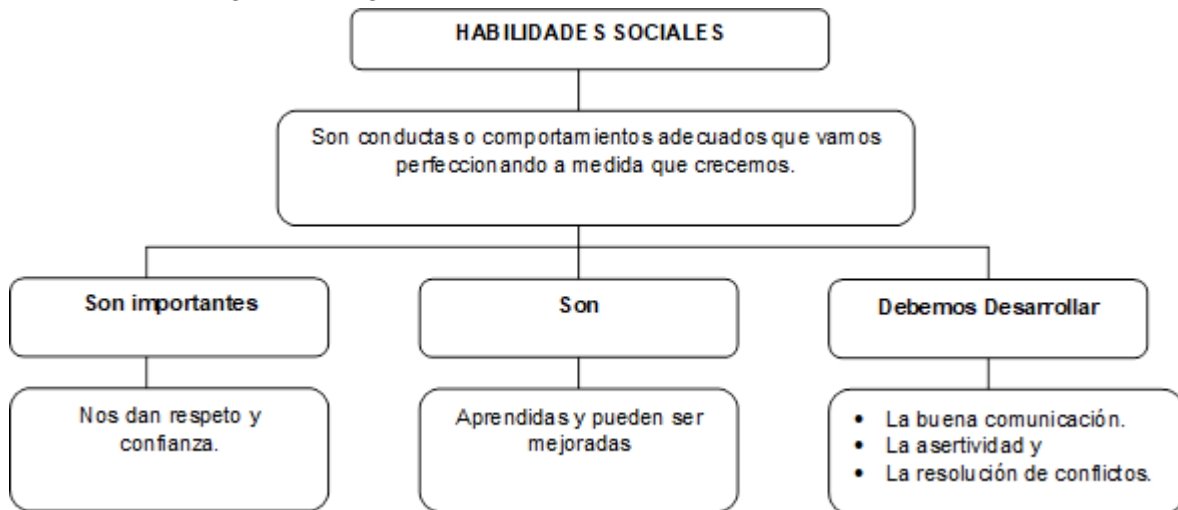 HABILIDADES SOCIALES
Son conductas o comportamientos adecuados que vamos
perfeccionando a medida que crecemos.
Son importantes
Son
Debemos Desarrollar
Nos dan respeto y
confianza.
Aprendidas y pueden ser
mejoradas
• La buena comunicación.
• La asertividad y
• La resolución de conflictos.